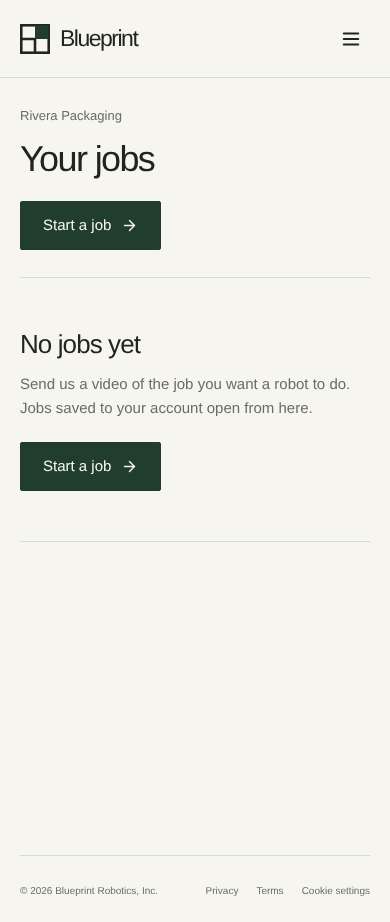 Blueprint
Rivera Packaging
Your jobs
Start a job
No jobs yet
Send us a video of the job you want a robot to do.
Jobs saved to your account open from here.
Start a job
© 2026 Blueprint Robotics, Inc. Privacy Terms Cookie settings